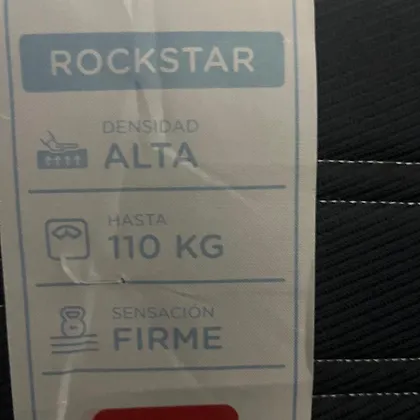 ROCKSTAR
DENSIDAD
ALTA
HASTA
110 KG
SENSACIÓN
FIRME